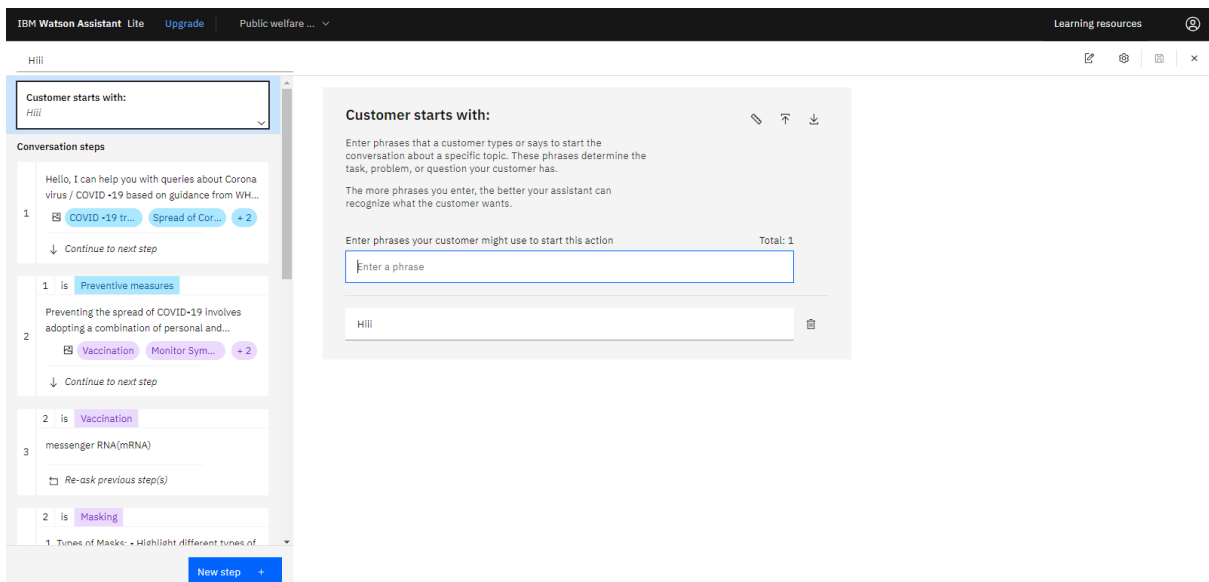 IBM Watson Assistant Lite Upgrade Public welfare ... Learning resources
Hiii
Customer starts with:
Hiii
Conversation steps
1
Hello, I can help you with queries about Corona
virus / COVID -19 based on guidance from WH...
COVID -19 tr... Spread of Cor... + 2
Continue to next step
1 is Preventive measures
2
Preventing the spread of COVID-19 involves
adopting a combination of personal and...
Vaccination Monitor Sym... + 2
Continue to next step
2 is Vaccination
3
messenger RNA(mRNA)
Re-ask previous step(s)
2 is Masking
1. Types of Masks: - Highlight different types of
New step +
Customer starts with:
Enter phrases that a customer types or says to start the
conversation about a specific topic. These phrases determine the
task, problem, or question your customer has.
The more phrases you enter, the better your assistant can
recognize what the customer wants.
Enter phrases your customer might use to start this action Total: 1
Enter a phrase
Hiii